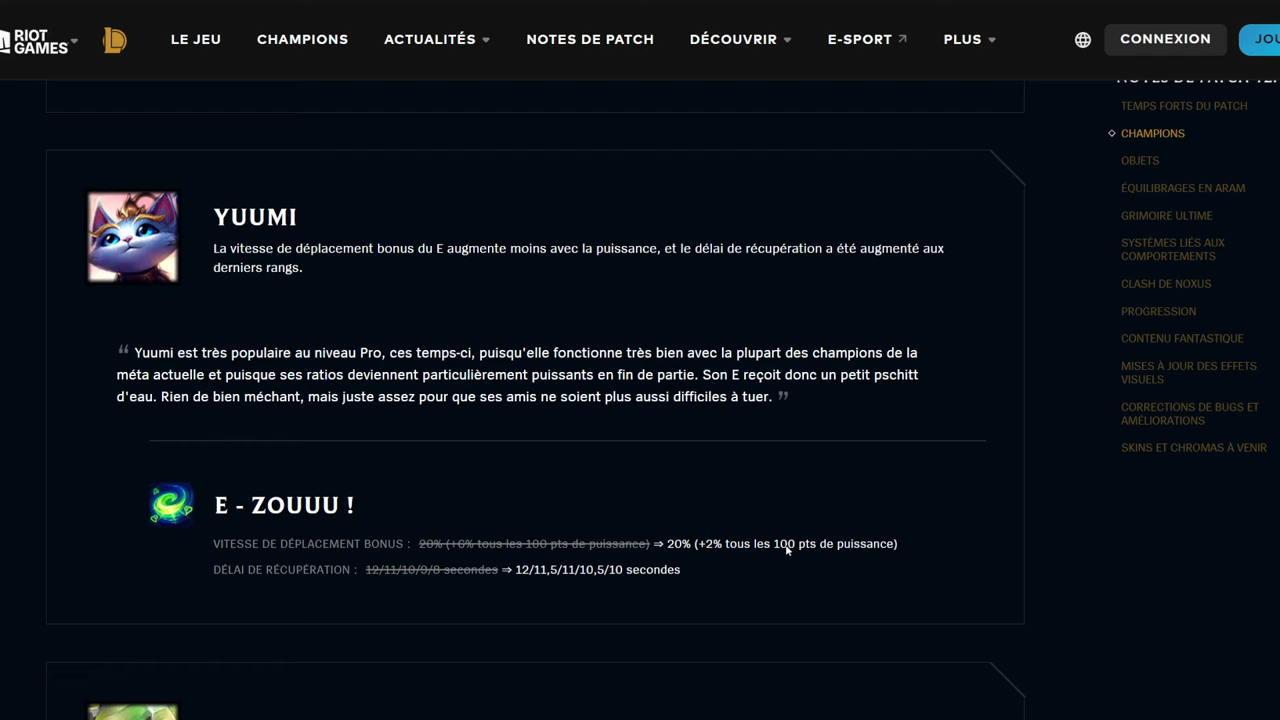 RIOT
GAMES
LE JEU
CHAMPIONS
ACTUALITÉS
NOTES DE PATCH
DÉCOUVRIR
E-SPORT
PLUS
CONNEXION
TEMPS FORTS DU PATCH
CHAMPIONS
OBJETS
ÉQUILIBRAGES EN ARAM
GRIMOIRE ULTIME
SYSTÈMES LIÉS AUX
COMPORTEMENTS
CLASH DE NOXUS
PROGRESSION
CONTENU FANTASTIQUE
MISES À JOUR DES EFFETS
VISUELS
CORRECTIONS DE BUGS ET
AMÉLIORATIONS
SKINS ET CHROMAS À VENIR
YUUMI
La vitesse de déplacement bonus du E augmente moins avec la puissance, et le délai de récupération a été augmenté aux
derniers rangs.
“ Yuumi est très populaire au niveau Pro, ces temps-ci, puisqu'elle fonctionne très bien avec la plupart des champions de la
méta actuelle et puisque ses ratios deviennent particulièrement puissants en fin de partie. Son E reçoit donc un petit pschitt
d'eau. Rien de bien méchant, mais juste assez pour que ses amis ne soient plus aussi difficiles à tuer. ”
E - ZOUUU !
VITESSE DE DÉPLACEMENT BONUS : 20% (+6% tous les 100 pts de puissance) ⇒ 20% (+2% tous les 100 pts de puissance)
DÉLAI DE RÉCUPÉRATION : 12/11/10/9/8 secondes ⇒ 12/11,5/11/10,5/10 secondes